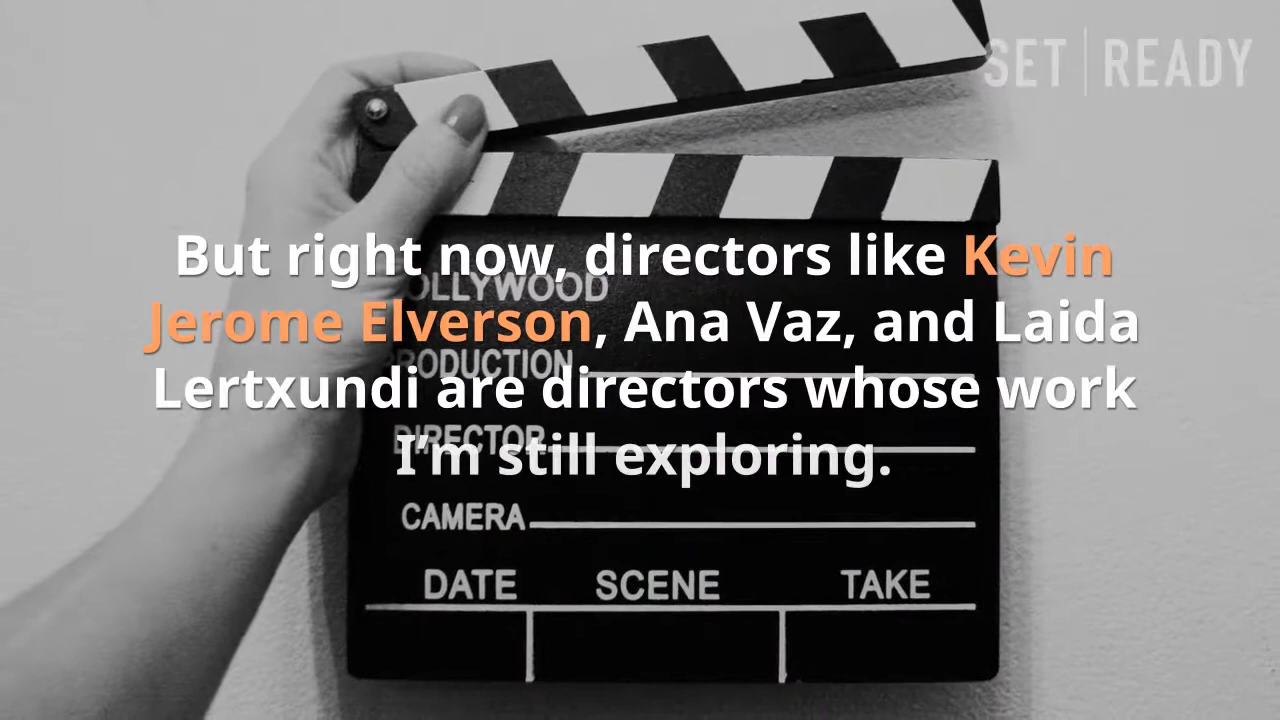 SET | READY
But right now, directors like Kevin
Jerome Elverson, Ana Vaz, and Laida
Lertxundi are directors whose work
I’m still exploring.
OLLYWOOD
PRODUCTION
DIRECTOR
CAMERA
DATE SCENE TAKE